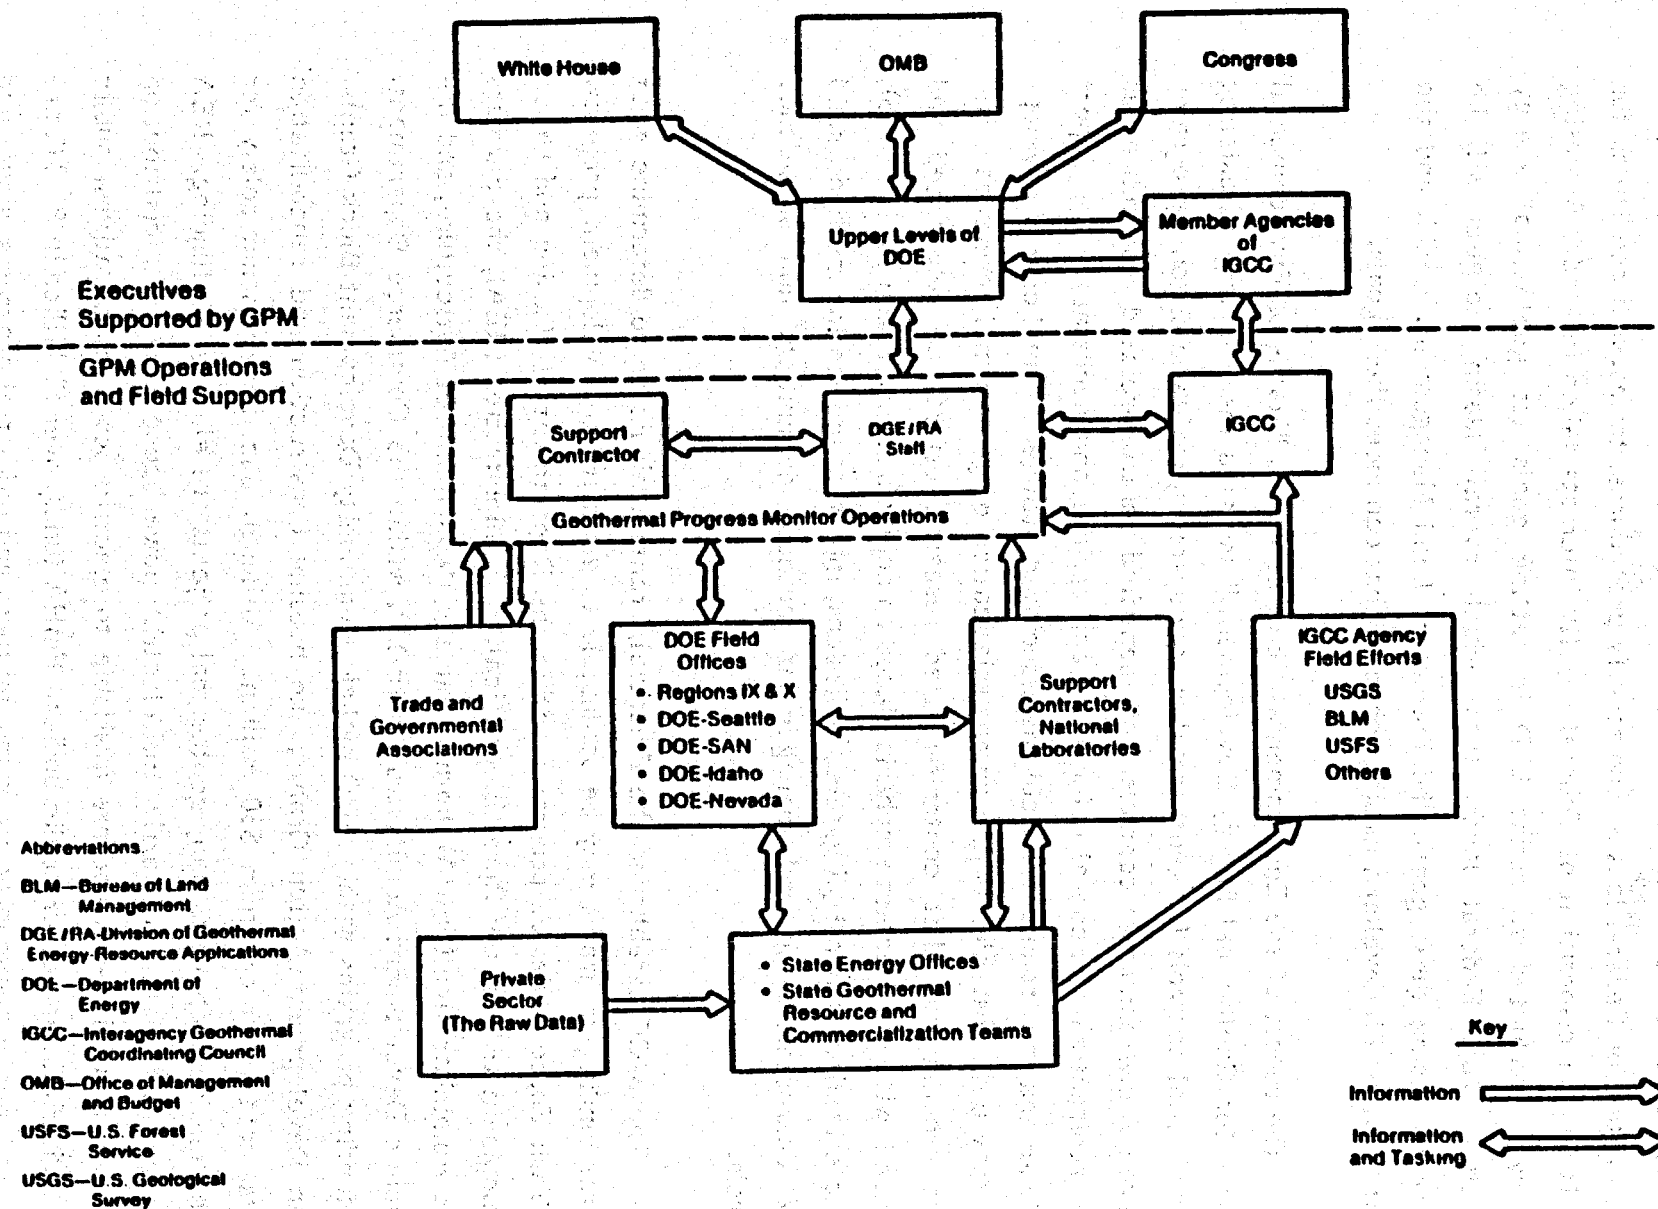 White House
OMB
Congress
Upper Levels of
DOE
Member Agencies
of
IGCC
Executives
Supported by GPM
GPM Operations
and Field Support
Support
Contractor
DGE/RA
Staff
IGCC
Geothermal Progress Monitor Operations
Trade and
Governmental
Associations
DOE Field
Offices
• Regions IX & X
• DOE-Seattle
• DOE-SAN
• DOE-Idaho
• DOE-Nevada
Support
Contractors,
National
Laboratories
IGCC Agency
Field Efforts
USGS
BLM
USFS
Others
Private
Sector
(The Raw Data)
• State Energy Offices
• State Geothermal
Resource and
Commercialization Teams
Abbreviations
BLM—Bureau of Land
Management
DGE/RA-Division of Geothermal
Energy-Resource Applications
DOE—Department of
Energy
IGCC—Interagency Geothermal
Coordinating Council
OMB—Office of Management
and Budget
USFS—U.S. Forest
Service
USGS—U.S. Geological
Survey
Key
Information
Information
and Tasking